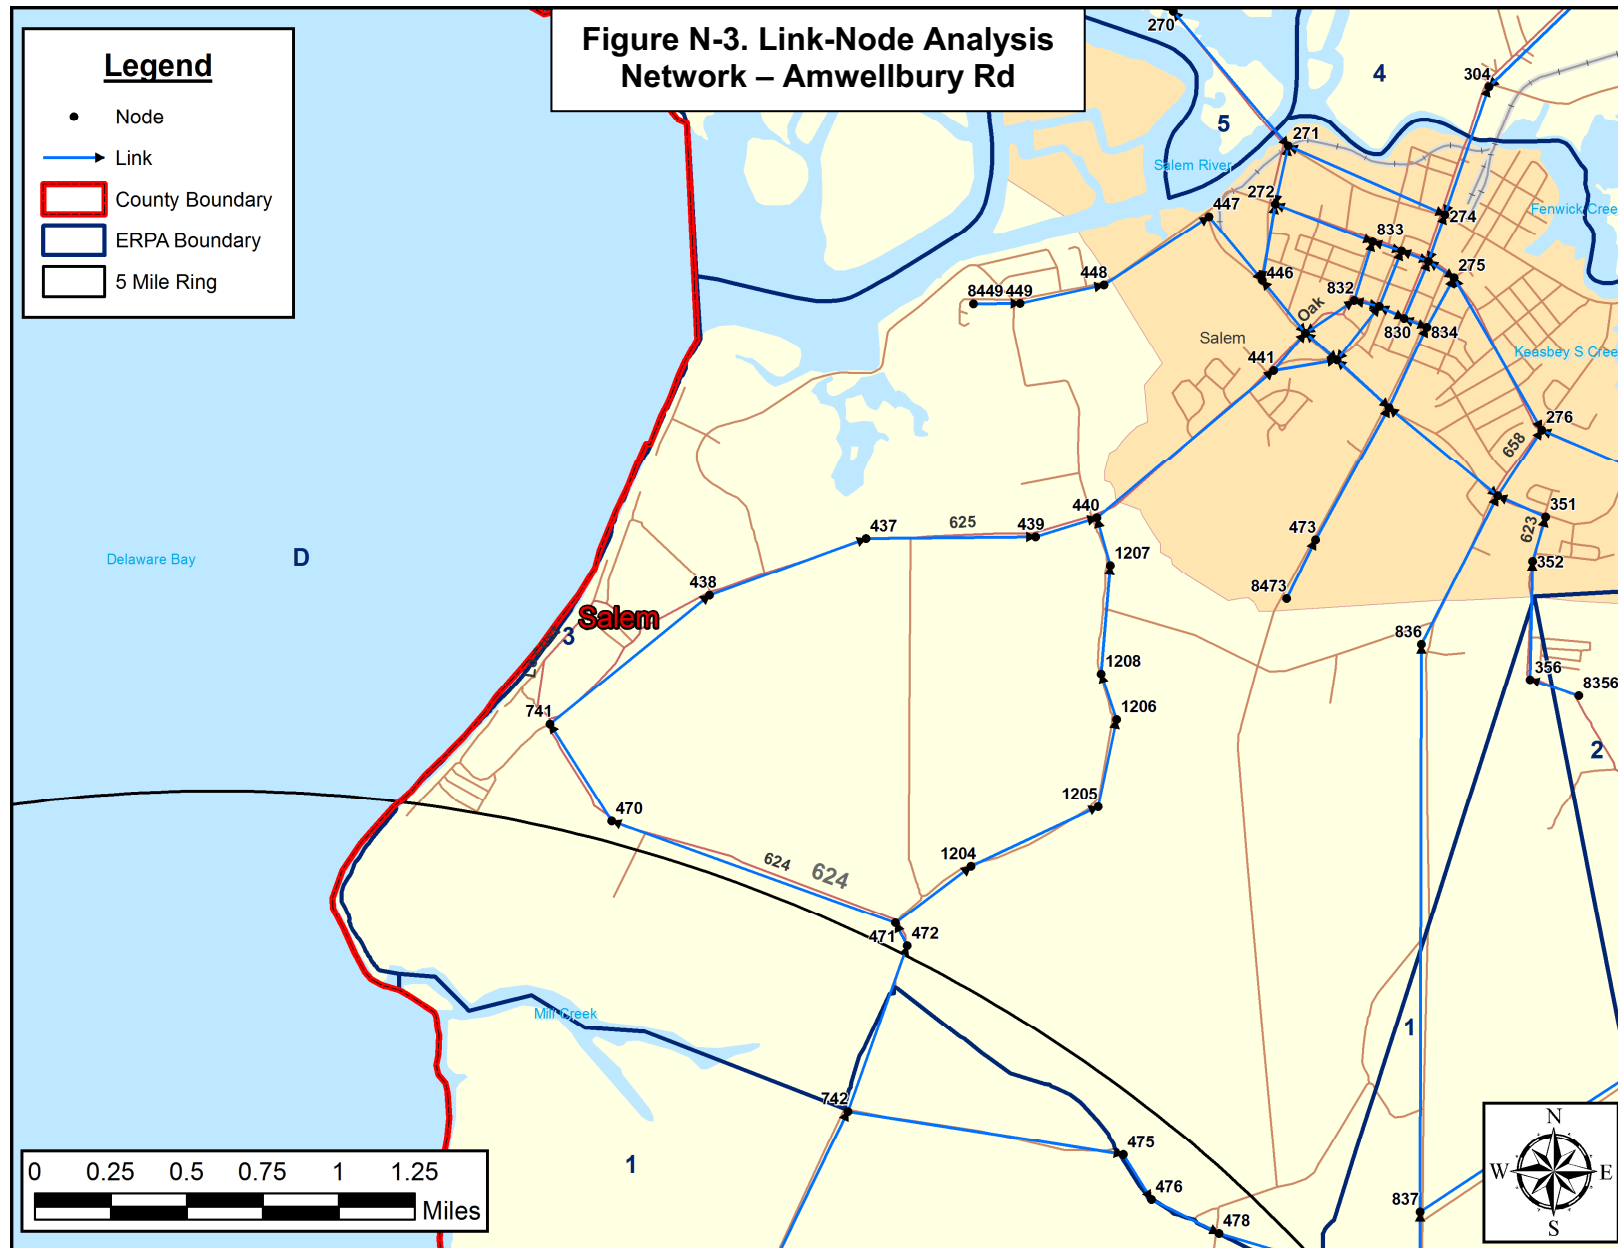 Figure N-3. Link-Node Analysis
Network – Amwellbury Rd
Legend
Node
Link
County Boundary
ERPA Boundary
5 Mile Ring
270
304
4
5
271
Salem River
272
447
274
Fenwick Cree
833
446
275
448
8449
449
832
Oak
830
834
Salem
441
Keasbey S Cree
276
658
440
351
437
625
439
473
623
1207
352
Delaware Bay
D
438
8473
Salem
3
836
1208
356
8356
741
1206
2
1205
470
624
624
1204
471
472
Mill Creek
1
742
1
475
476
478
837
0 0.25 0.5 0.75 1 1.25
Miles
N
W
E
S